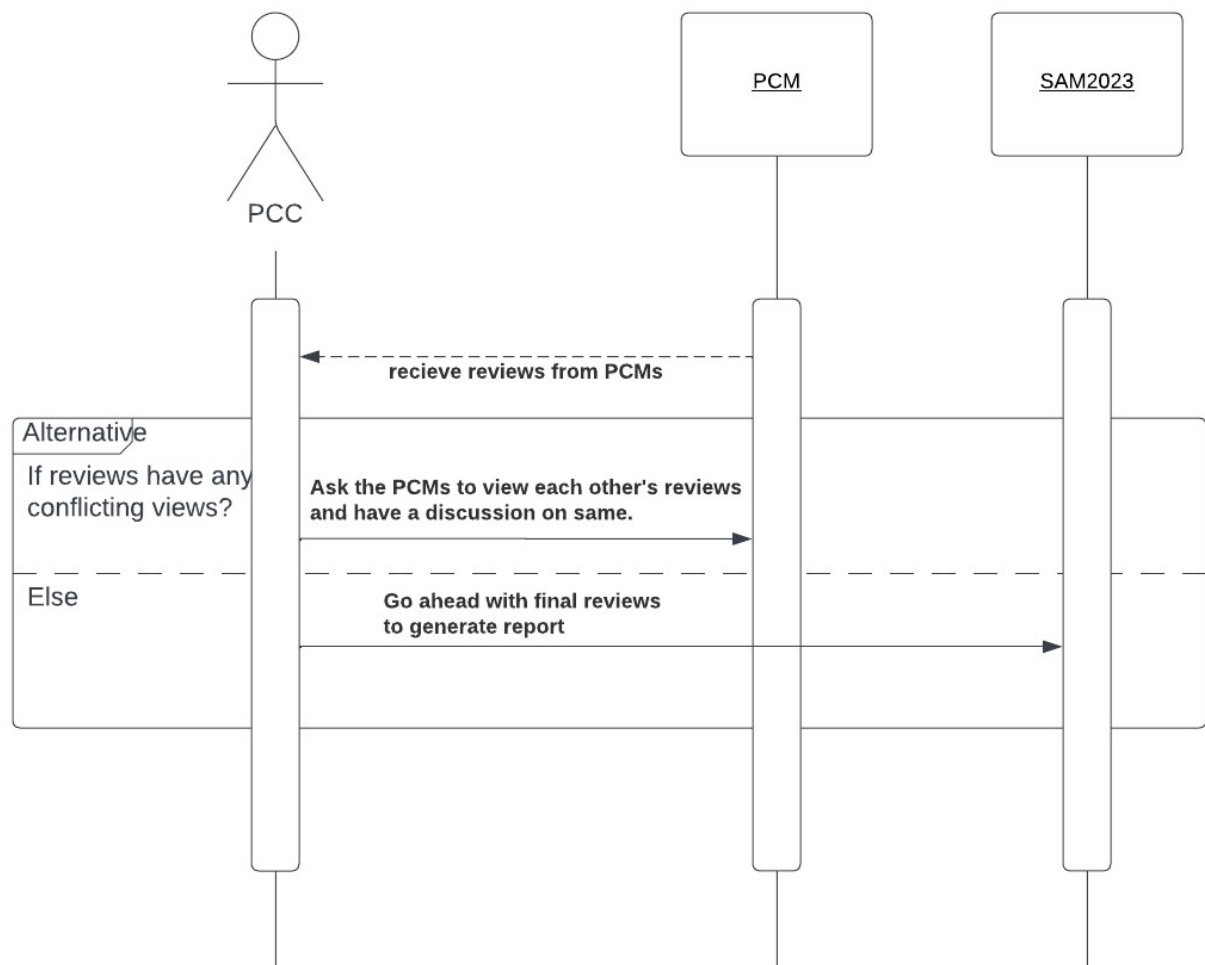 PCM
SAM2023
PCC
recieve reviews from PCMs
Alternative
If reviews have any
conflicting views?
Ask the PCMs to view each other's reviews
and have a discussion on same.
Else
Go ahead with final reviews
to generate report